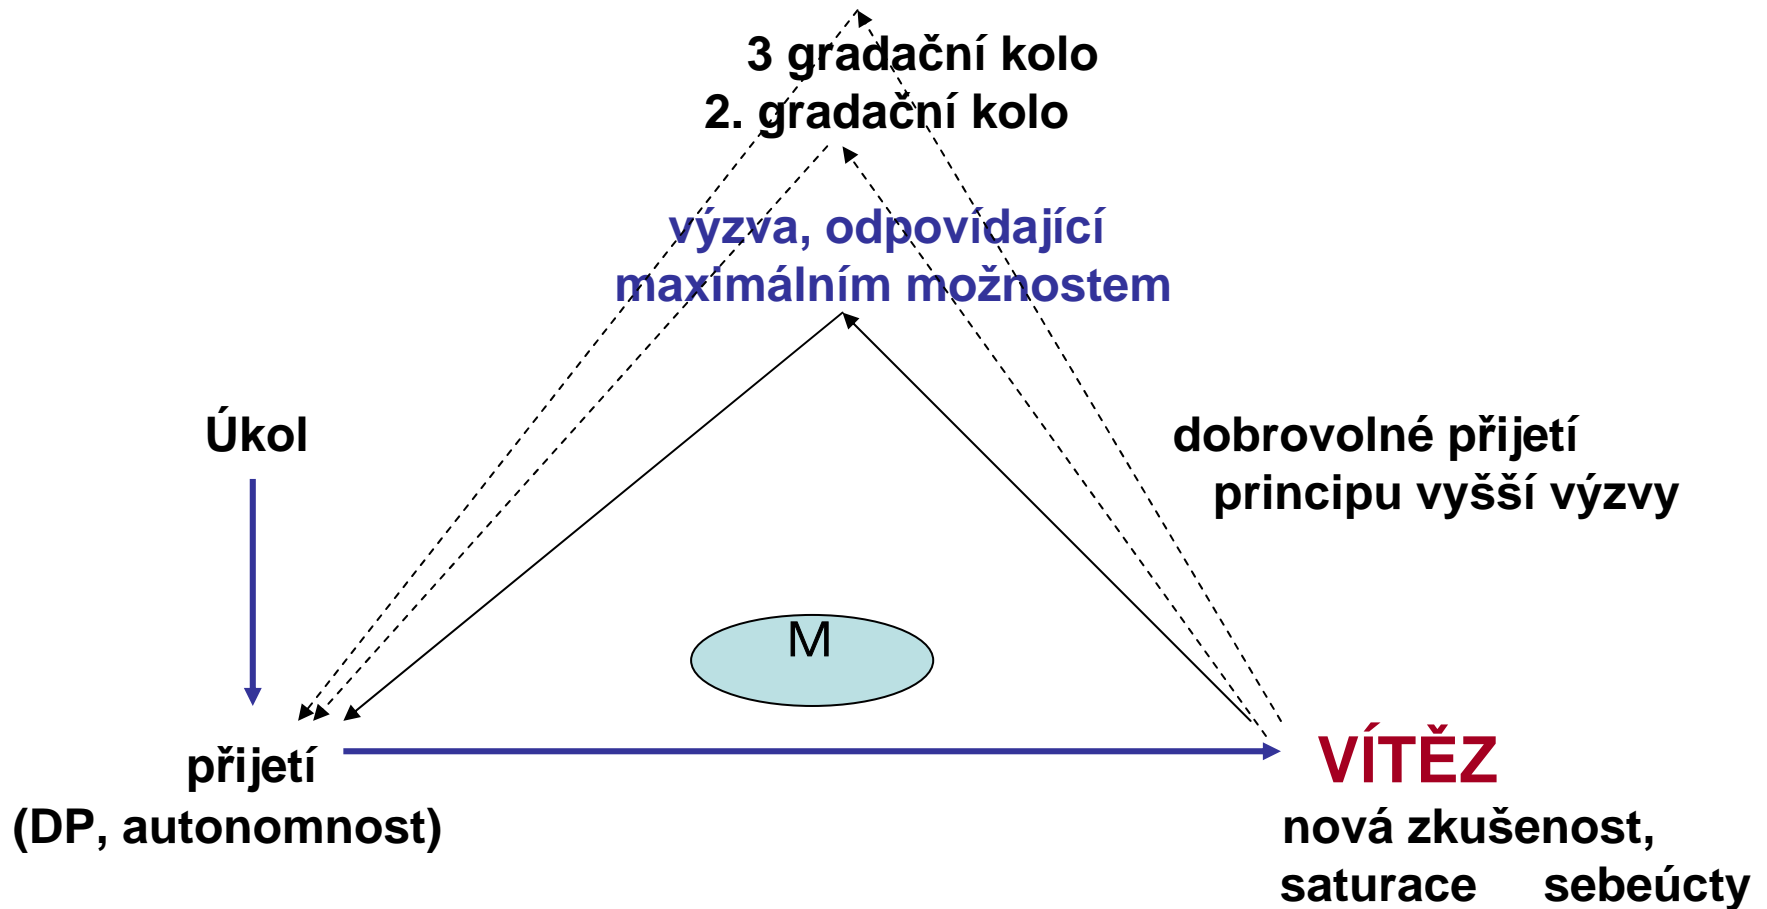 3 gradační kolo
2. gradační kolo
výzva, odpovídající
maximálním možnostem
Úkol
dobrovolné přijetí
principu vyšší výzvy
M
přijetí
(DP, autonomnost)
VÍTĚZ
nová zkušenost,
saturace sebeúcty